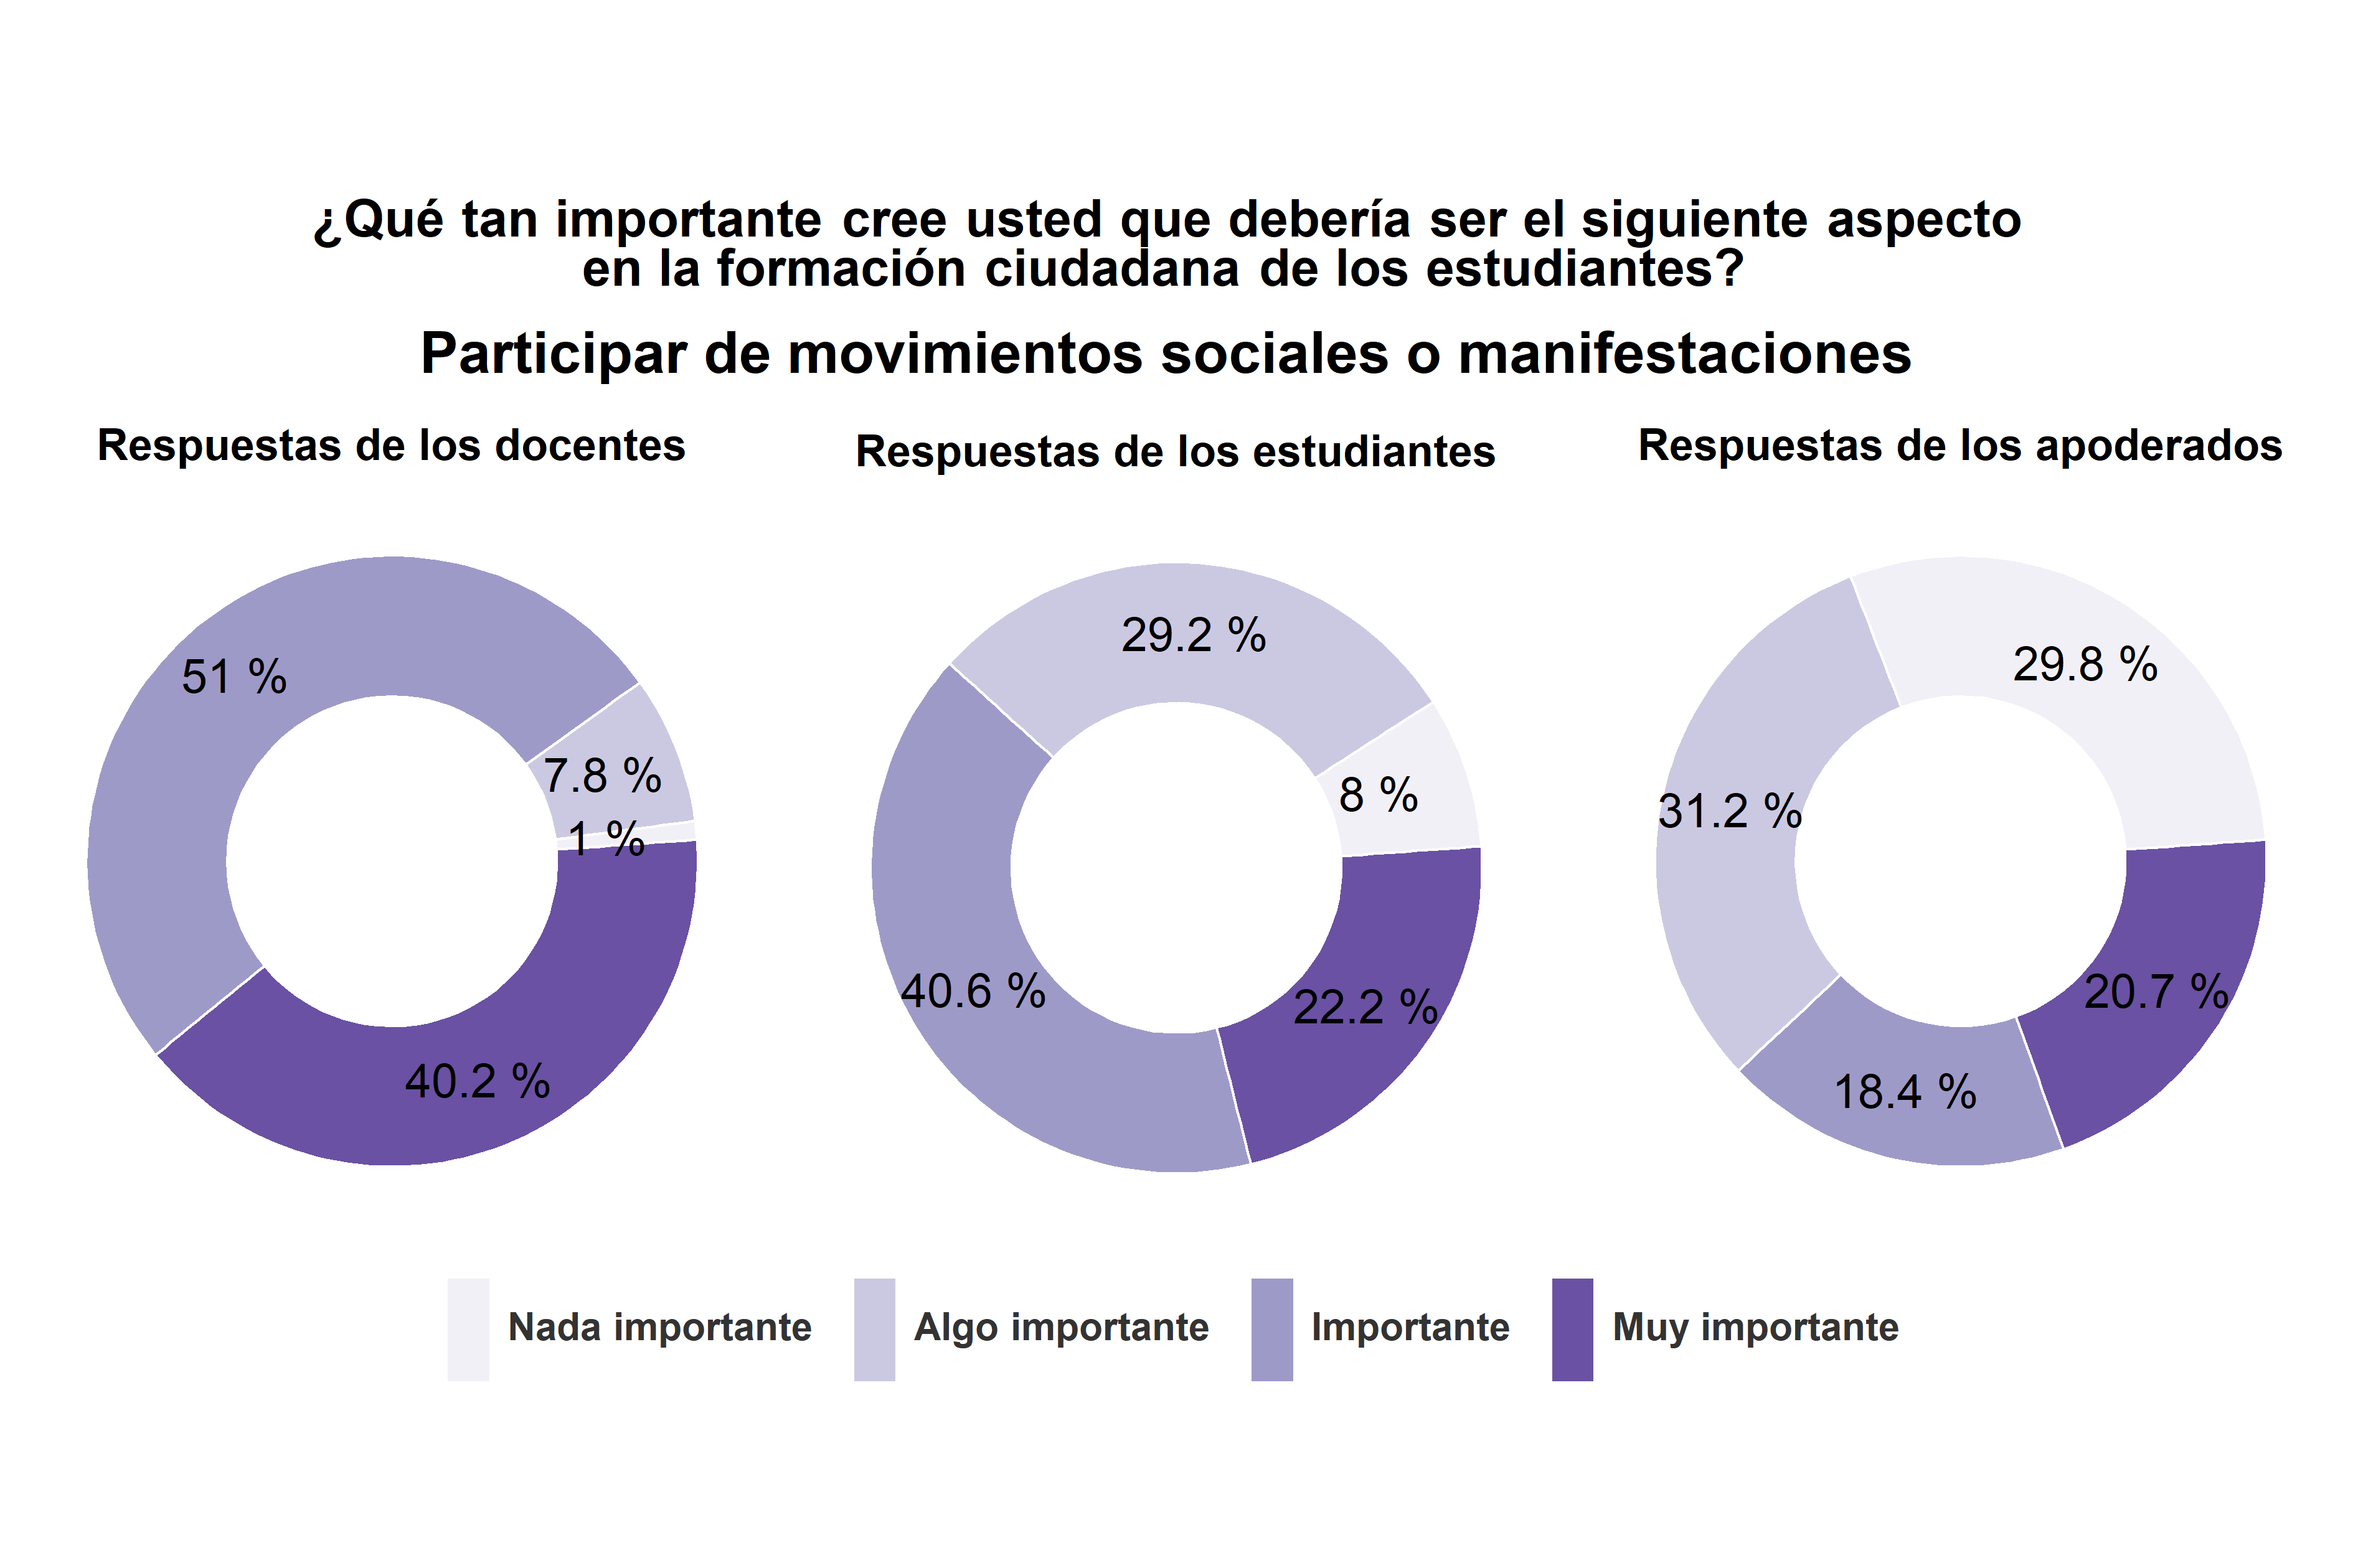 ¿Qué tan importante cree usted que debería ser el siguiente aspecto
en la formación ciudadana de los estudiantes?
Participar de movimientos sociales o manifestaciones
Respuestas de los docentes
51 %
7.8 %
1 %
40.2 %
Respuestas de los estudiantes
29.2 %
8 %
40.6 %
22.2 %
Respuestas de los apoderados
29.8 %
31.2 %
20.7 %
18.4 %
Nada importante
Algo importante
Importante
Muy importante